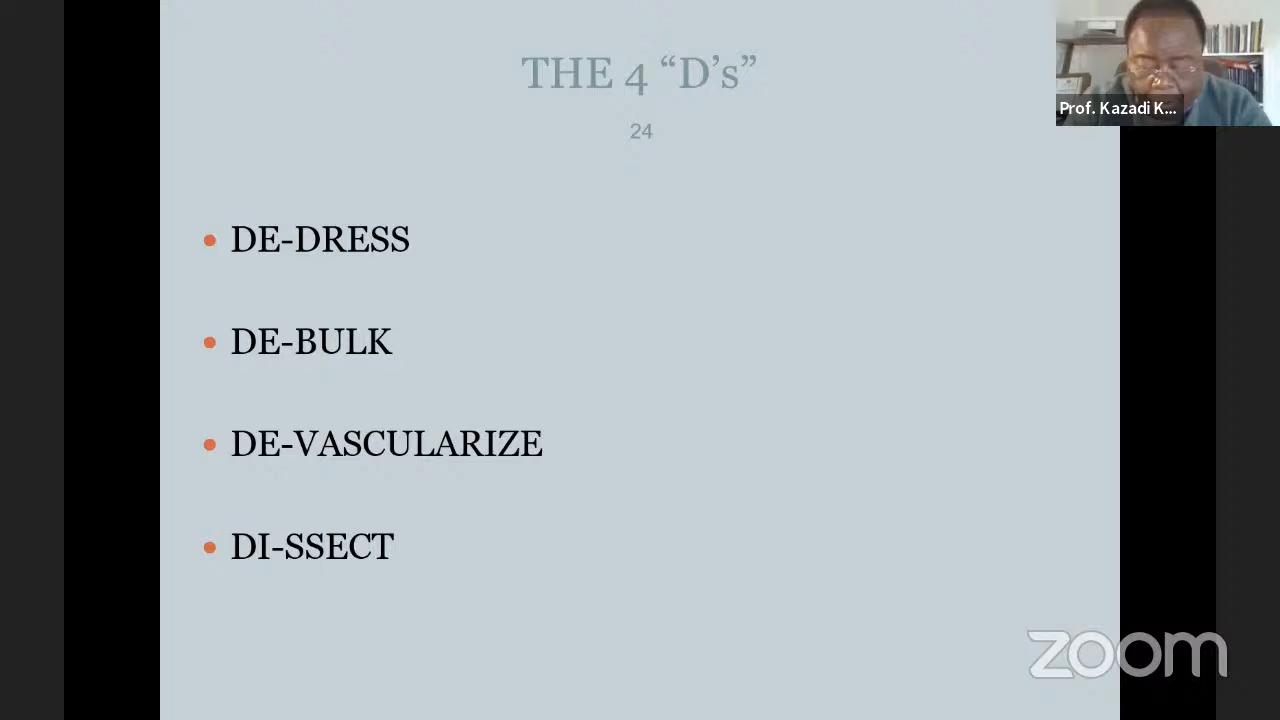 THE 4 “D’s”
24
Prof. Kazadi K...
• DE-DRESS
• DE-BULK
• DE-VASCULARIZE
• DI-SSECT
zoom